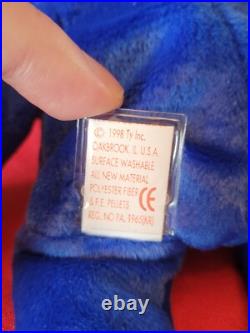 © 1998 Ty Inc.
OAKBROOK, IL U.S.A.
SURFACE WASHABLE
ALL NEW MATERIAL
POLYESTER FIBER
& P.E. PELLETS CE
REG. NO PA. 1965(KR)